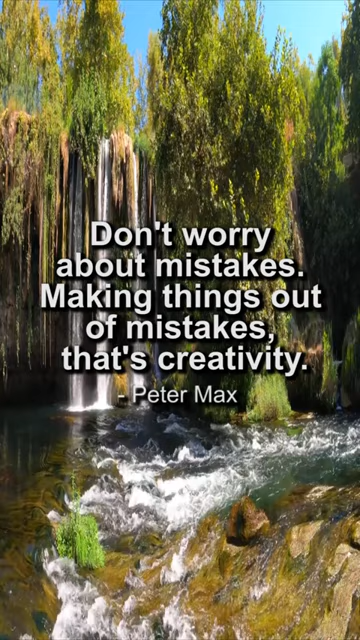 Don't worry
about mistakes.
Making things out
of mistakes,
that's creativity.
- Peter Max